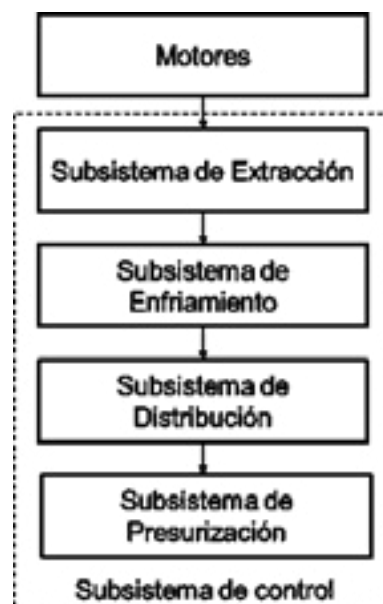 Motores
Subsistema de Extracción
Subsistema de
Enfriamiento
Subsistema de
Distribución
Subsistema de
Presurización
Subsistema de control